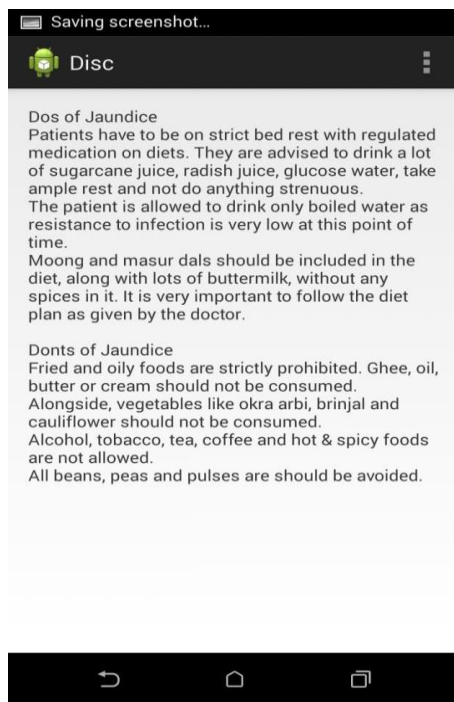 Saving screenshot...
Disc
Dos of Jaundice
Patients have to be on strict bed rest with regulated
medication on diets. They are advised to drink a lot
of sugarcane juice, radish juice, glucose water, take
ample rest and not do anything strenuous.
The patient is allowed to drink only boiled water as
resistance to infection is very low at this point of
time.
Moong and masur dals should be included in the
diet, along with lots of buttermilk, without any
spices in it. It is very important to follow the diet
plan as given by the doctor.
Donts of Jaundice
Fried and oily foods are strictly prohibited. Ghee, oil,
butter or cream should not be consumed.
Alongside, vegetables like okra arbi, brinjal and
cauliflower should not be consumed.
Alcohol, tobacco, tea, coffee and hot & spicy foods
are not allowed.
All beans, peas and pulses are should be avoided.